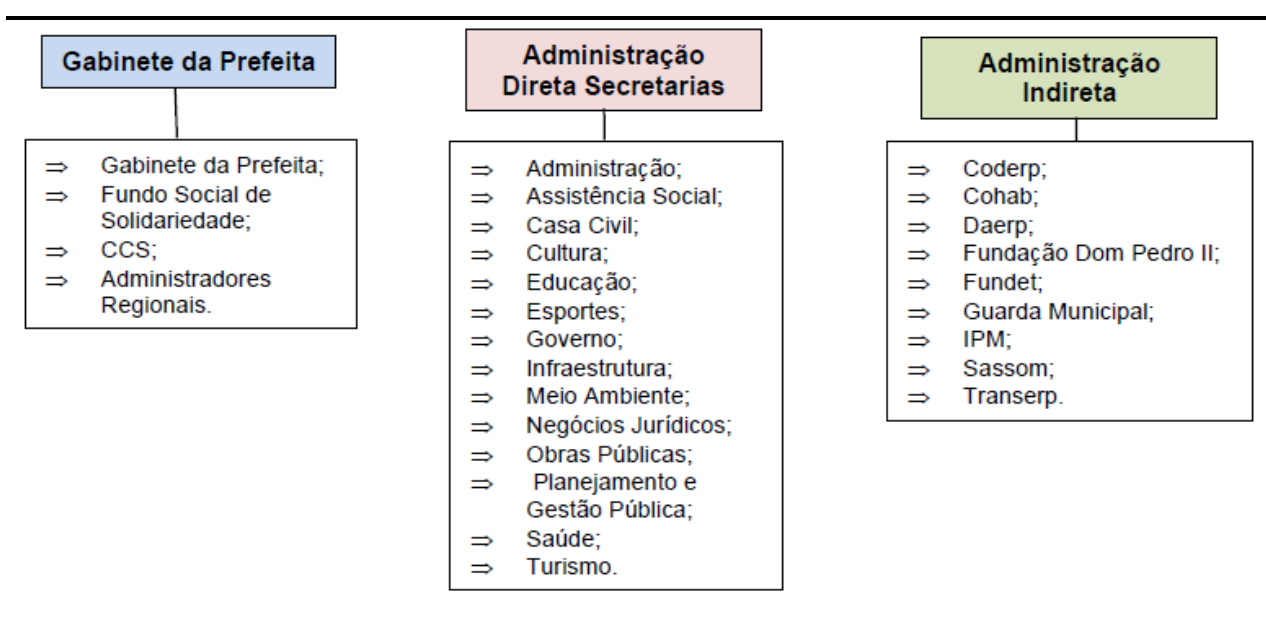 Gabinete da Prefeita
⇒ Gabinete da Prefeita;
⇒ Fundo Social de
Solidariedade;
⇒ CCS;
⇒ Administradores
Regionais.
Administração
Direta Secretarias
⇒ Administração;
⇒ Assistência Social;
⇒ Casa Civil;
⇒ Cultura;
⇒ Educação;
⇒ Esportes;
⇒ Governo;
⇒ Infraestrutura;
⇒ Meio Ambiente;
⇒ Negócios Jurídicos;
⇒ Obras Públicas;
⇒ Planejamento e
Gestão Pública;
⇒ Saúde;
⇒ Turismo.
Administração
Indireta
⇒ Coderp;
⇒ Cohab;
⇒ Daerp;
⇒ Fundação Dom Pedro II;
⇒ Fundet;
⇒ Guarda Municipal;
⇒ IPM;
⇒ Sassom;
⇒ Transerp.